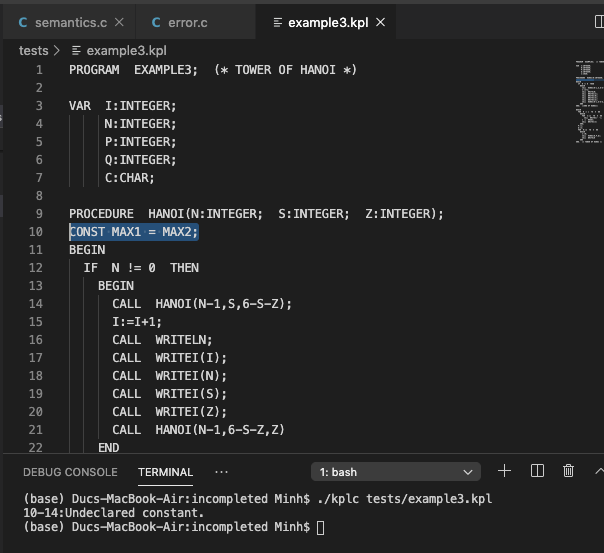 C semantics.c ×
C error.c
example3.kpl ×
tests > example3.kpl
1 PROGRAM EXAMPLE3; (* TOWER OF HANOI *)
2
3 VAR I:INTEGER;
4 N:INTEGER;
5 P:INTEGER;
6 Q:INTEGER;
7 C:CHAR;
8
9 PROCEDURE HANOI(N:INTEGER; S:INTEGER; Z:INTEGER);
10 CONST MAX1 = MAX2;
11 BEGIN
12 IF N != 0 THEN
13 BEGIN
14 CALL HANOI(N-1,S,6-S-Z);
15 I:=I+1;
16 CALL WRITELN;
17 CALL WRITEI(I);
18 CALL WRITEI(N);
19 CALL WRITEI(S);
20 CALL WRITEI(Z);
21 CALL HANOI(N-1,6-S-Z,Z)
22 END
DEBUG CONSOLE TERMINAL ··· 1: bash
(base) Ducs-MacBook-Air:incompleted Minh$ ./kplc tests/example3.kpl
10-14:Undeclared constant.
(base) Ducs-MacBook-Air:incompleted Minh$